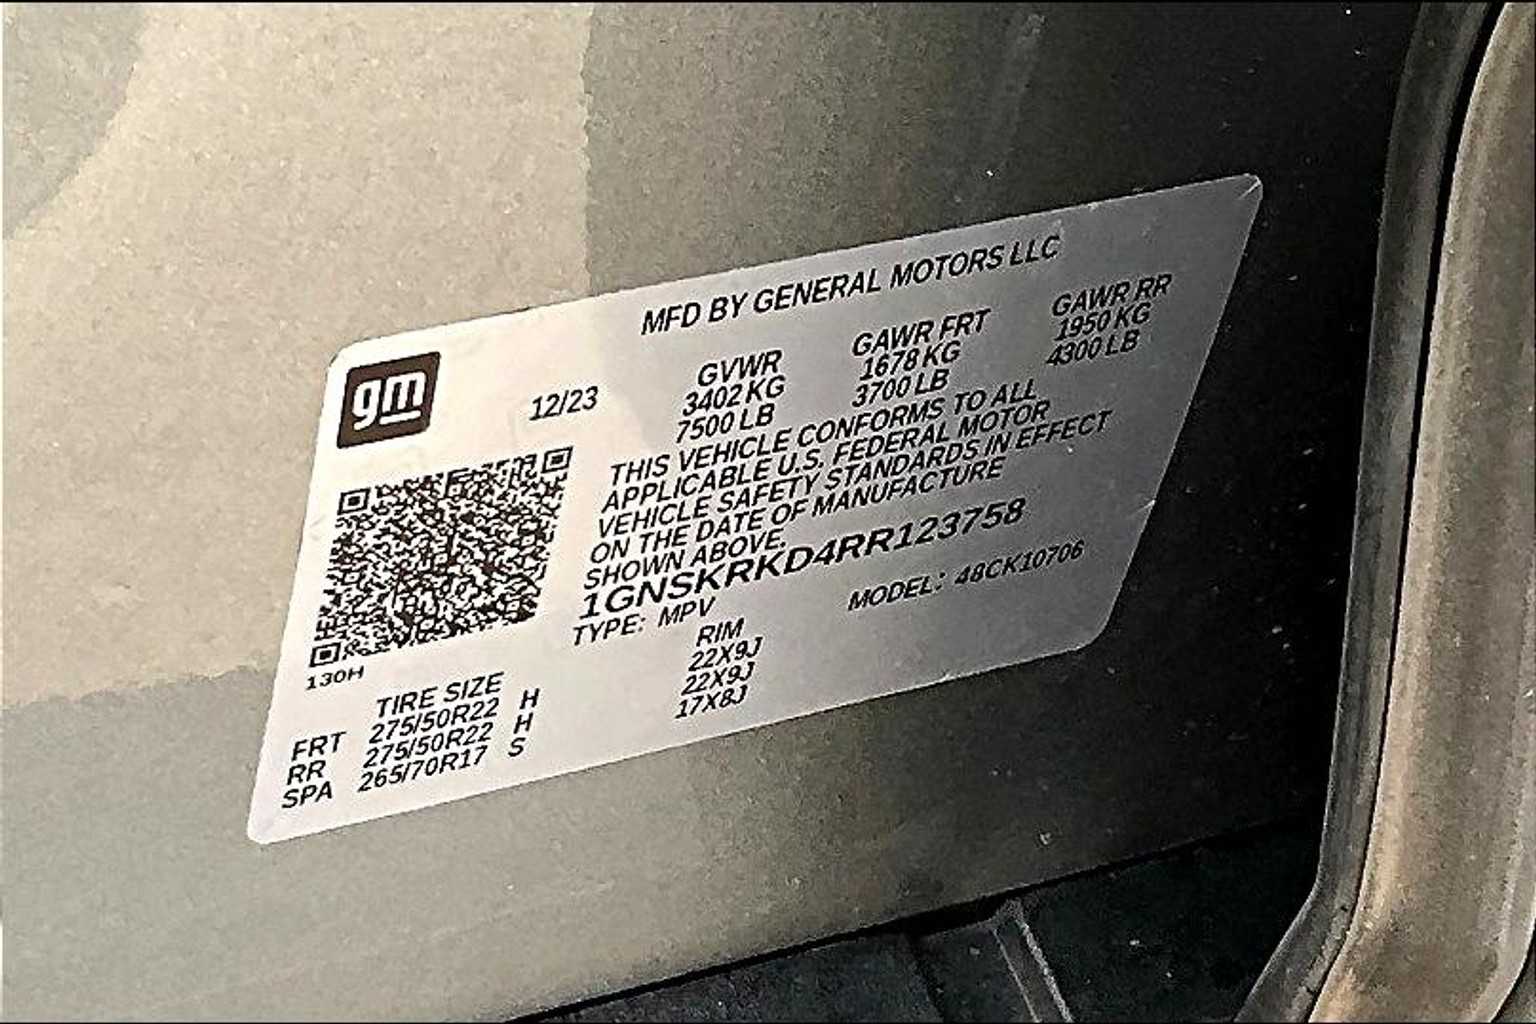 MFD BY GENERAL MOTORS LLC
gm
12/23
GVWR GAWR FRT GAWR RR
3402 KG 1678 KG 1950 KG
7500 LB 3700 LB 4300 LB
THIS VEHICLE CONFORMS TO ALL
APPLICABLE U.S. FEDERAL MOTOR
VEHICLE SAFETY STANDARDS IN EFFECT
ON THE DATE OF MANUFACTURE
SHOWN ABOVE.
1GNSKRKD4RR123758
TYPE: MPV MODEL: 48CK10706
130H
TIRE SIZE RIM
FRT 275/50R22 H 22X9J
RR 275/50R22 H 22X9J
SPA 265/70R17 S 17X8J